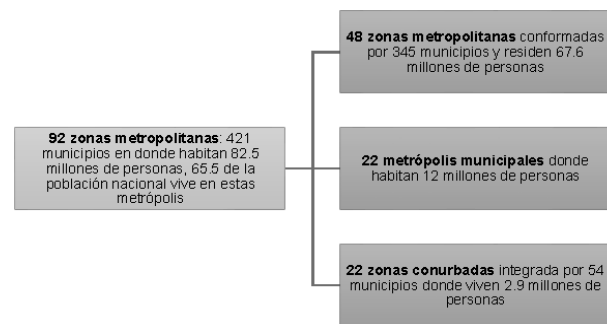 48 zonas metropolitanas conformadas
por 345 municipios y residen 67.6
millones de personas
92 zonas metropolitanas: 421
municipios en donde habitan 82.5
millones de personas, 65.5 de la
población nacional vive en estas
metrópolis
22 metrópolis municipales donde
habitan 12 millones de personas
22 zonas conurbadas integrada por 54
municipios donde viven 2.9 millones de
personas